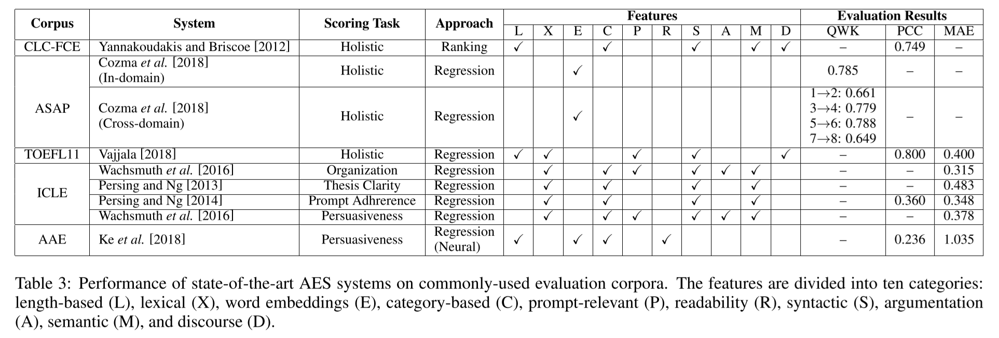 Corpus System Scoring Task Approach Features Evaluation Results
L X E C P R S A M D QWK PCC MAE
CLC-FCE Yannakoudakis and Briscoe [2012] Holistic Ranking ✓ ✓ ✓ ✓ ✓ – 0.749 –
ASAP Cozma et al. [2018] (In-domain) Holistic Regression ✓ 0.785 – –
Cozma et al. [2018] (Cross-domain) Holistic Regression ✓ 1→2: 0.661 – –
3→4: 0.779
5→6: 0.788
7→8: 0.649
TOEFL11 Vajjala [2018] Holistic Regression ✓ ✓ ✓ ✓ ✓ – 0.800 0.400
ICLE Wachsmuth et al. [2016] Organization Regression ✓ ✓ ✓ ✓ ✓ ✓ – – 0.315
Persing and Ng [2013] Thesis Clarity Regression ✓ ✓ ✓ ✓ – – 0.483
Persing and Ng [2014] Prompt Adhrerence Regression ✓ ✓ ✓ ✓ – 0.360 0.348
Wachsmuth et al. [2016] Persuasiveness Regression ✓ ✓ ✓ ✓ ✓ ✓ – – 0.378
AAE Ke et al. [2018] Persuasiveness Regression (Neural) ✓ ✓ ✓ ✓ – 0.236 1.035
Table 3: Performance of state-of-the-art AES systems on commonly-used evaluation corpora. The features are divided into ten categories:
length-based (L), lexical (X), word embeddings (E), category-based (C), prompt-relevant (P), readability (R), syntactic (S), argumentation
(A), semantic (M), and discourse (D).